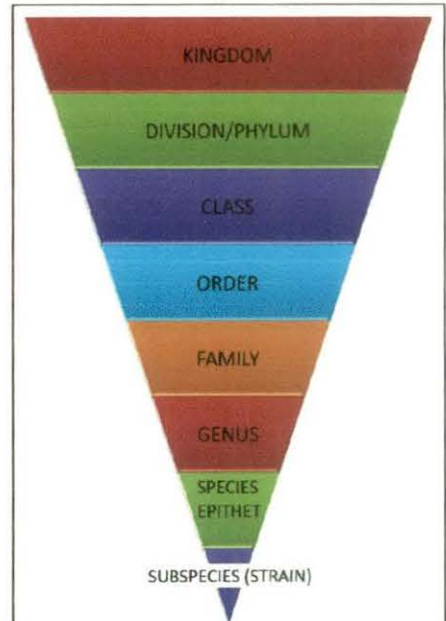 KINGDOM
DIVISION/PHYLUM
CLASS
ORDER
FAMILY
GENUS
SPECIES
EPITHET
SUBSPECIES (STRAIN)